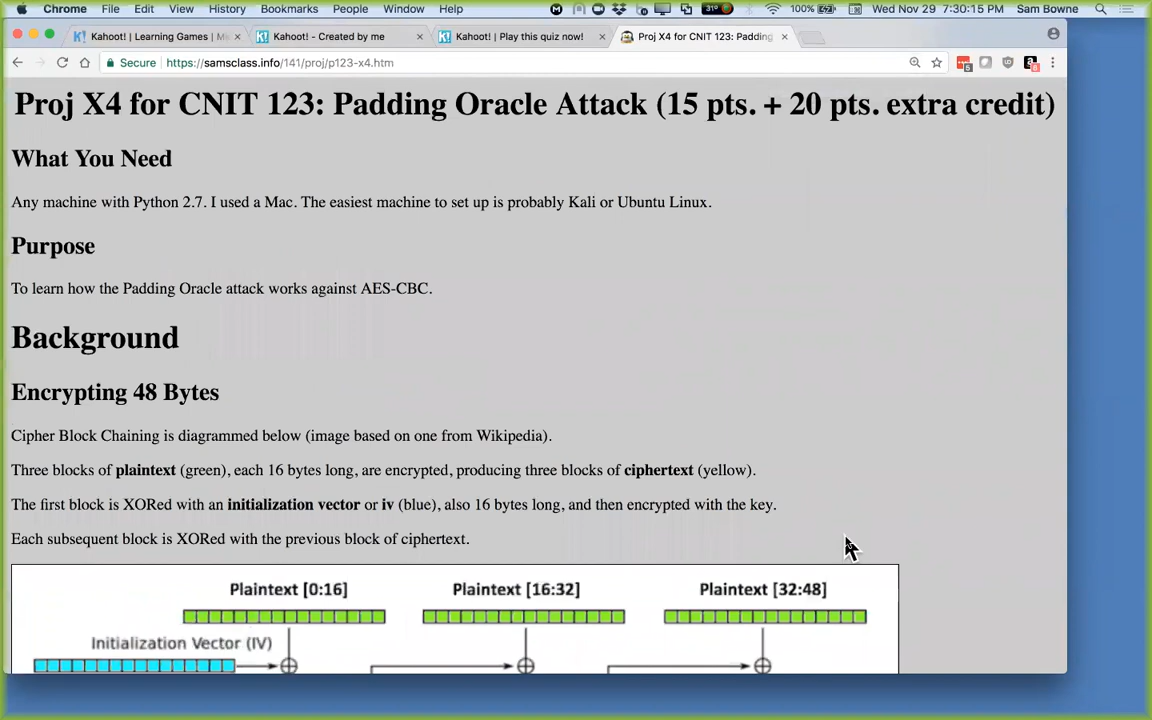 Chrome File Edit View History Bookmarks People Window Help 31° 100% Wed Nov 29 7:30:15 PM Sam Bowne
Kahoot! | Learning Games | Kahoot! - Created by me Kahoot! | Play this quiz now! Proj X4 for CNIT 123: Padding
Secure https://samsclass.info/141/proj/p123-x4.htm
Proj X4 for CNIT 123: Padding Oracle Attack (15 pts. + 20 pts. extra credit)
What You Need
Any machine with Python 2.7. I used a Mac. The easiest machine to set up is probably Kali or Ubuntu Linux.
Purpose
To learn how the Padding Oracle attack works against AES-CBC.
Background
Encrypting 48 Bytes
Cipher Block Chaining is diagrammed below (image based on one from Wikipedia).
Three blocks of plaintext (green), each 16 bytes long, are encrypted, producing three blocks of ciphertext (yellow).
The first block is XORed with an initialization vector or iv (blue), also 16 bytes long, and then encrypted with the key.
Each subsequent block is XORed with the previous block of ciphertext.
Plaintext [0:16] Plaintext [16:32] Plaintext [32:48]
Initialization Vector (IV)